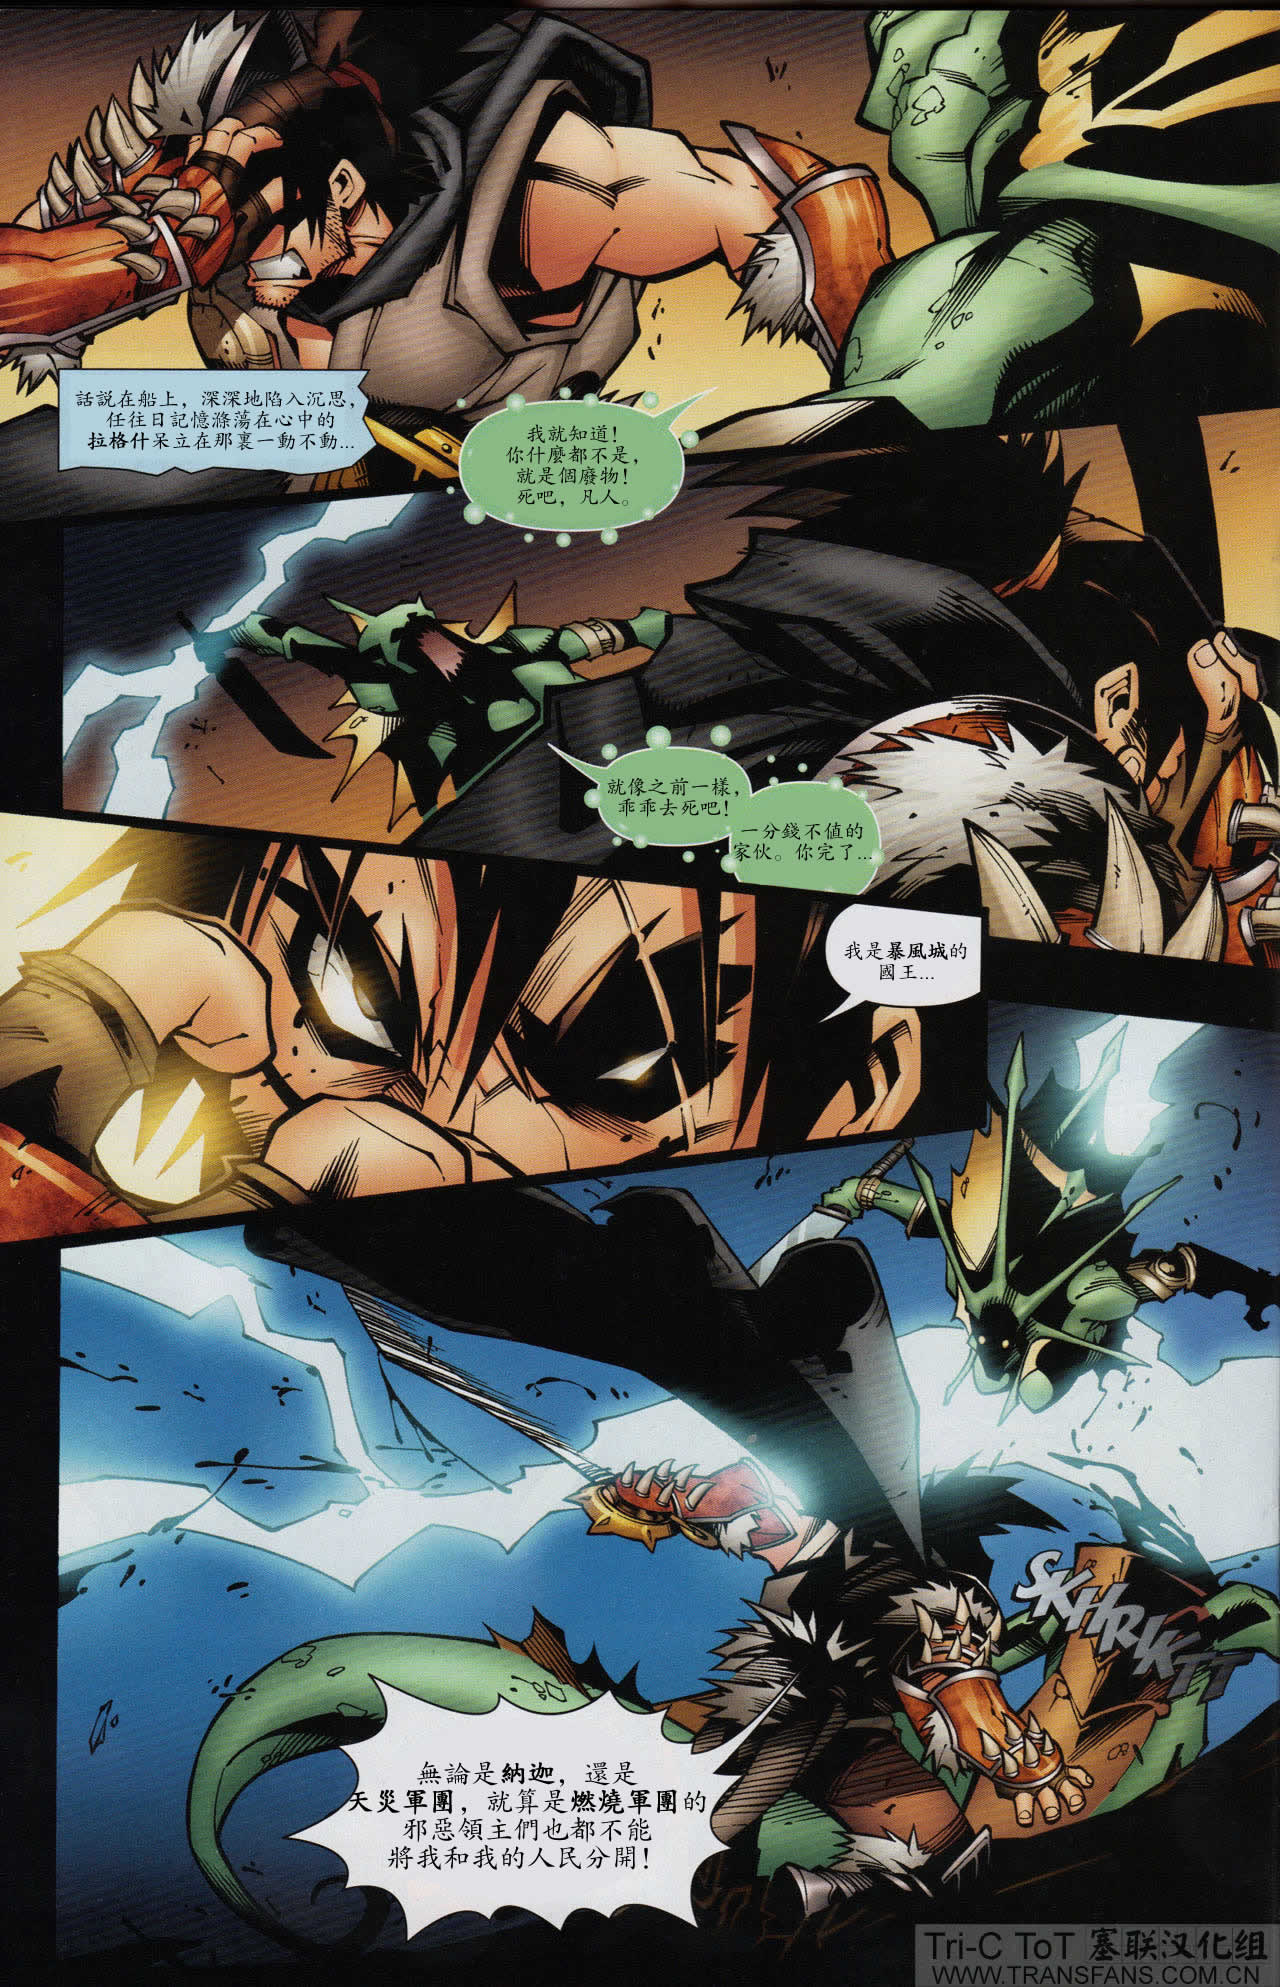 話說在船上，深深地陷入沉思，
任往日記憶滌蕩在心中的
拉格什呆立在那裏一動不動...
我就知道！
你什麼都不是，
就是個廢物！
死吧，凡人。
就像之前一樣，
乖乖去死吧！
一分錢不值的
家伙。你完了...
我是暴風城的
國王...
SKHRIKTT
無論是納迦，還是
天災軍團，就算是燃燒軍團的
邪惡領主們也都不能
將我和我的人民分開！
Tri-C ToT 塞联汉化组
WWW.TRANSFANS.COM.CN